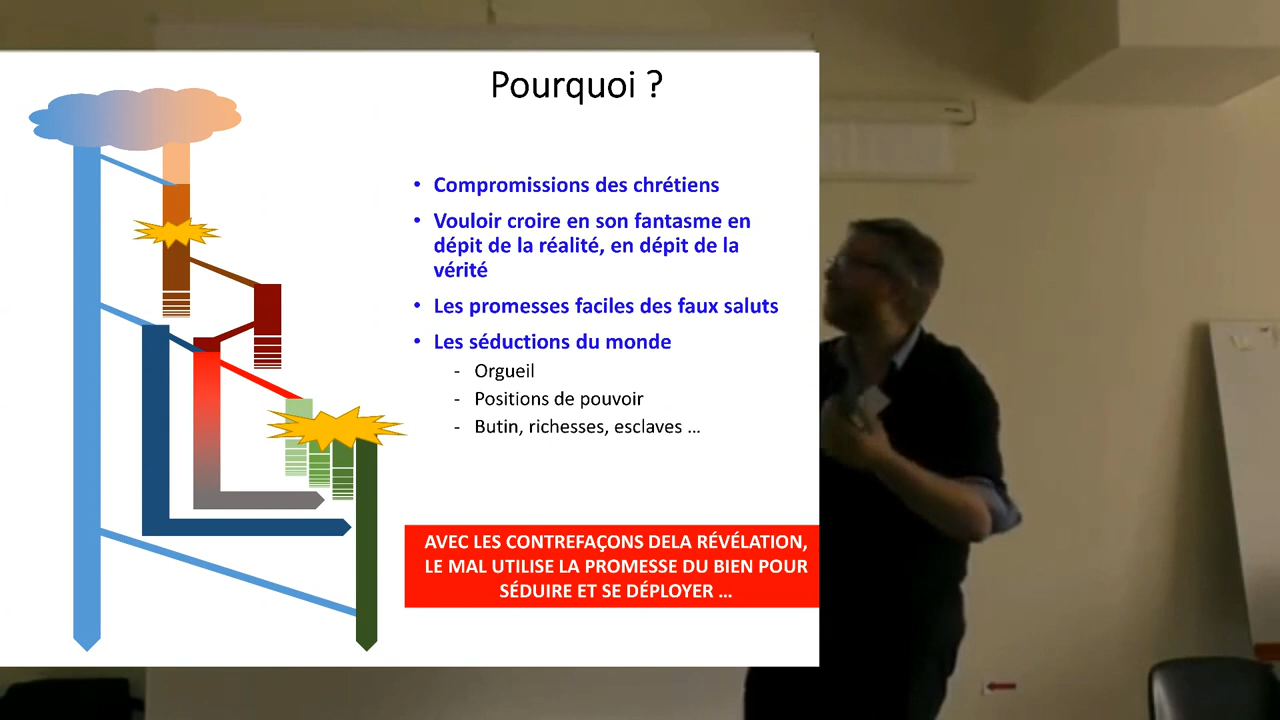 Pourquoi ?
• Compromissions des chrétiens
• Vouloir croire en son fantasme en
dépit de la réalité, en dépit de la
vérité
• Les promesses faciles des faux saluts
• Les séductions du monde
- Orgueil
- Positions de pouvoir
- Butin, richesses, esclaves ...
AVEC LES CONTREFAÇONS DELA RÉVÉLATION,
LE MAL UTILISE LA PROMESSE DU BIEN POUR
SÉDUIRE ET SE DÉPLOYER ...